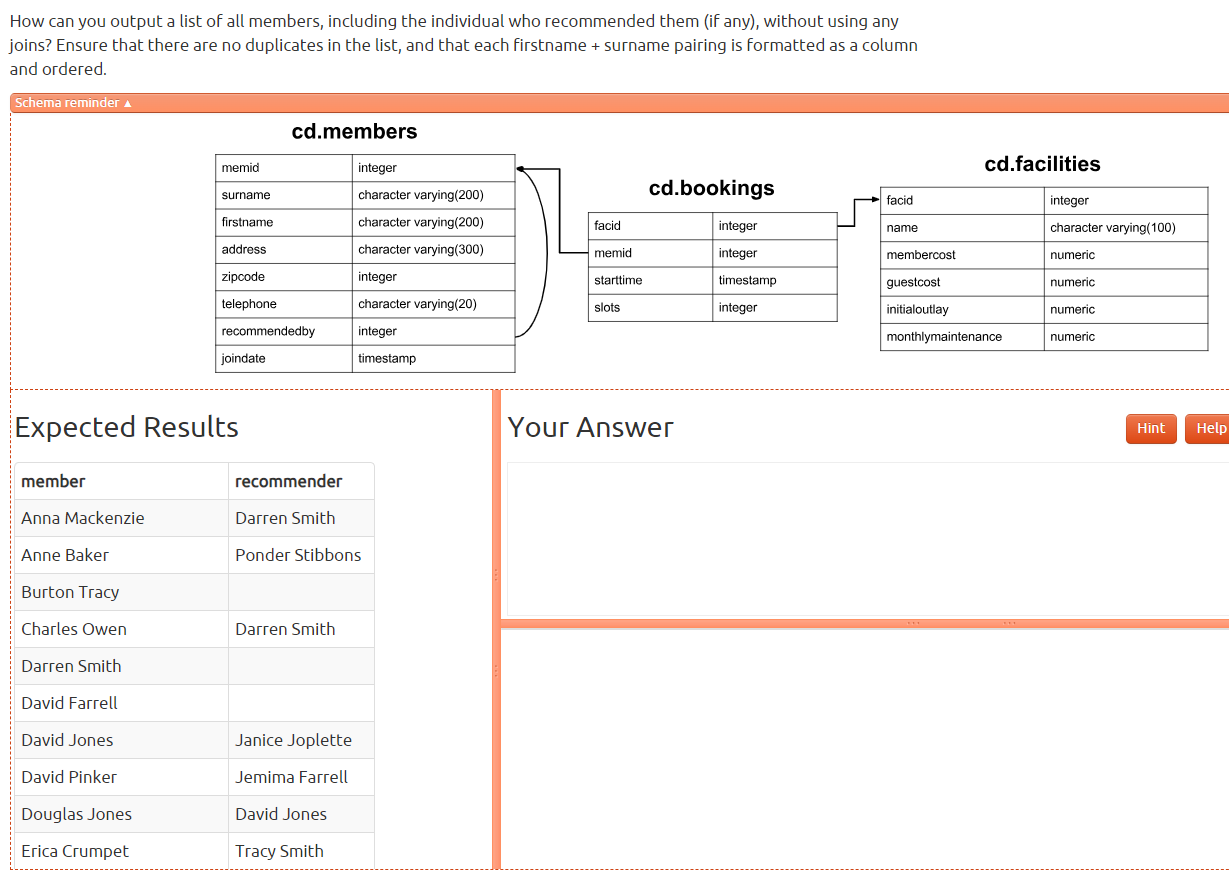 How can you output a list of all members, including the individual who recommended them (if any), without using any
joins? Ensure that there are no duplicates in the list, and that each firstname + surname pairing is formatted as a column
and ordered.
Schema reminder ▲
cd.members
memid integer
surname character varying(200)
firstname character varying(200)
address character varying(300)
zipcode integer
telephone character varying(20)
recommendedby integer
joindate timestamp
cd.bookings
facid integer
memid integer
starttime timestamp
slots integer
cd.facilities
facid integer
name character varying(100)
membercost numeric
guestcost numeric
initialoutlay numeric
monthlymaintenance numeric
Expected Results
member recommender
Anna Mackenzie Darren Smith
Anne Baker Ponder Stibbons
Burton Tracy
Charles Owen Darren Smith
Darren Smith
David Farrell
David Jones Janice Joplette
David Pinker Jemima Farrell
Douglas Jones David Jones
Erica Crumpet Tracy Smith
Your Answer
Hint
Help